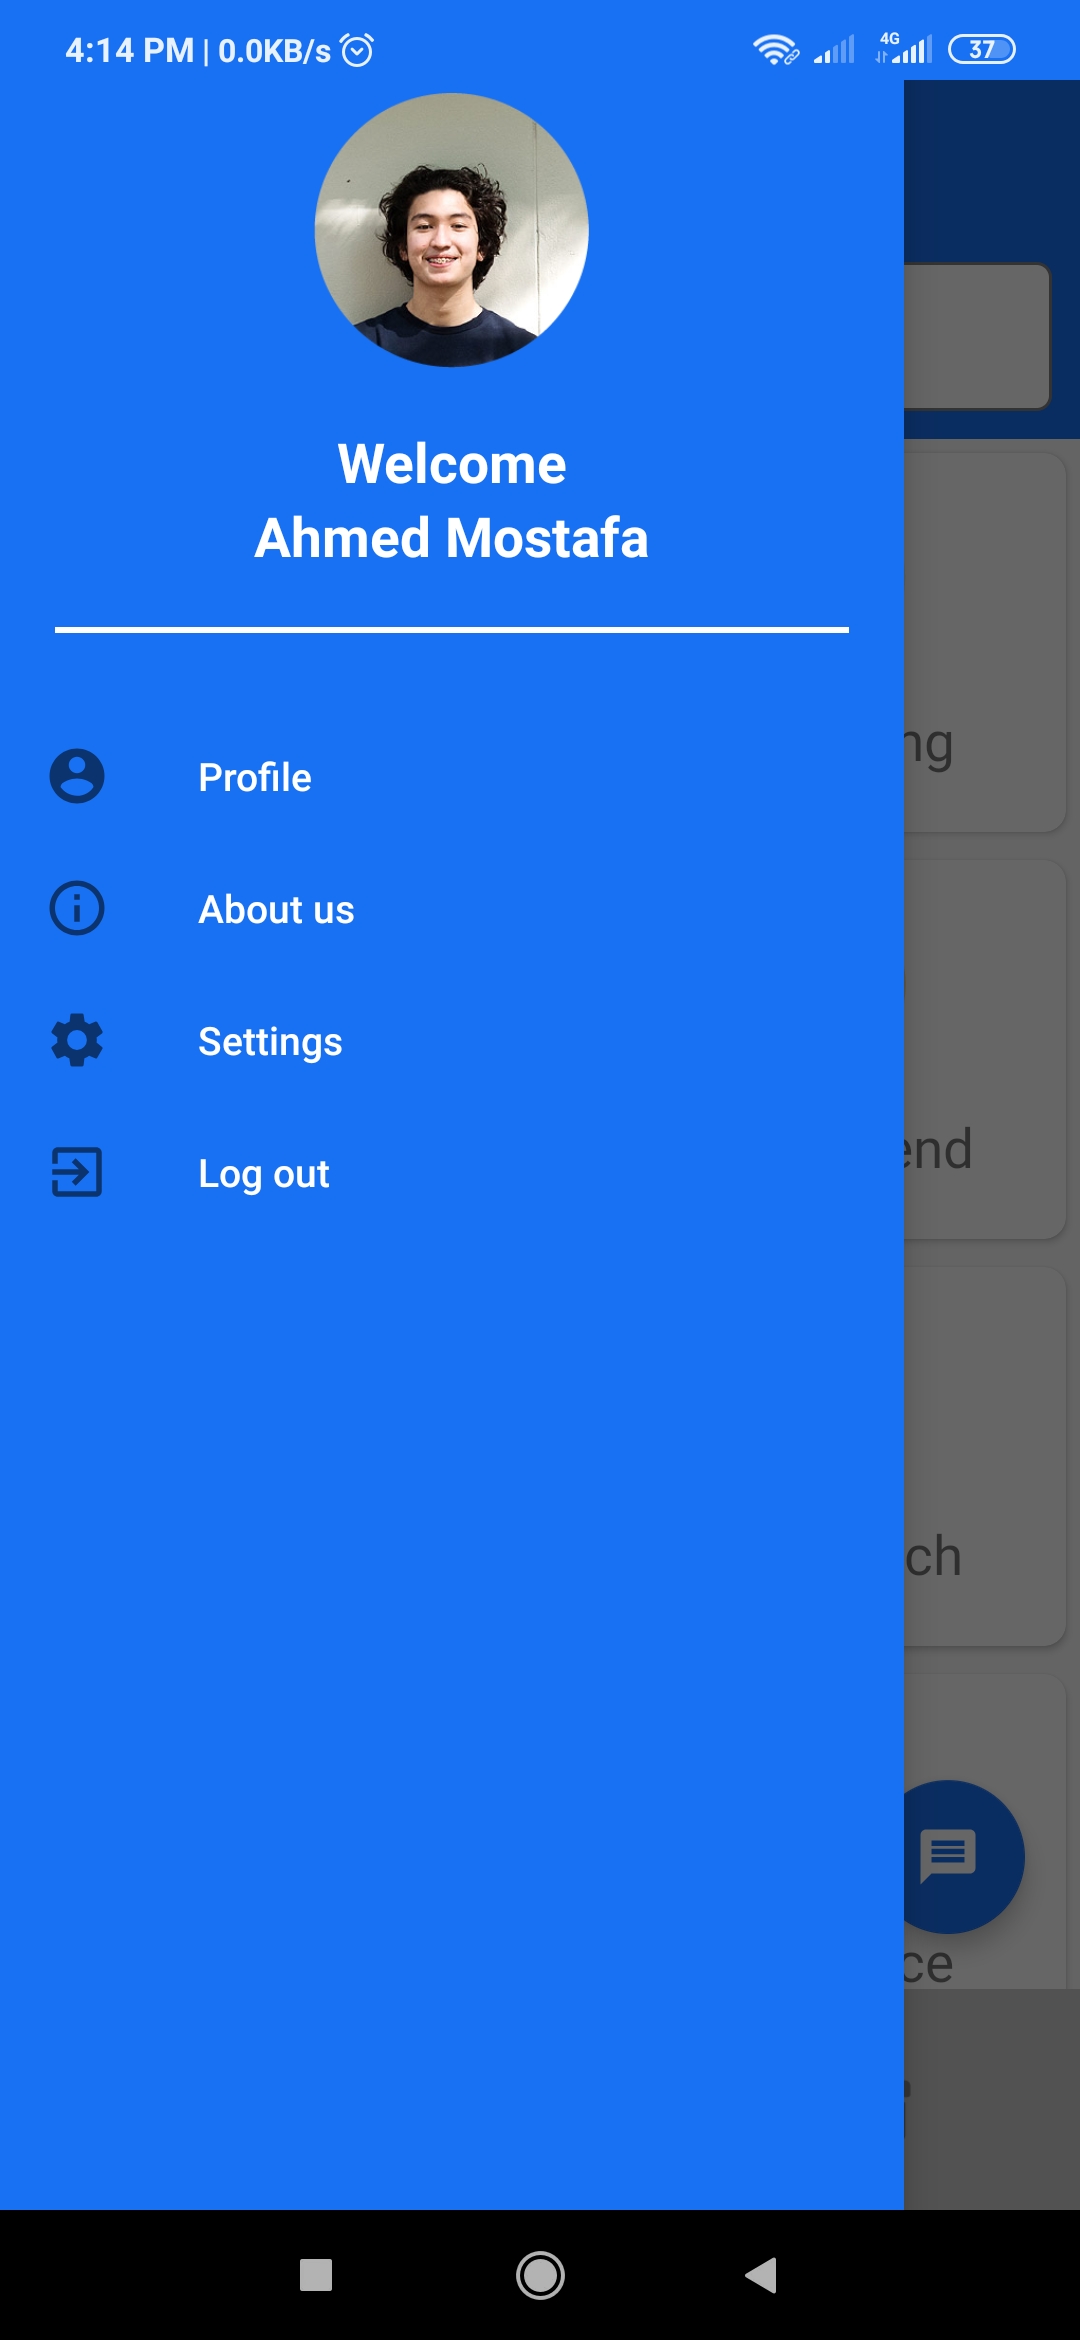 4:14 PM | 0.0KB/s
4G
37
Welcome
Ahmed Mostafa
Profile
About us
Settings
Log out
ng
end
ch
ce